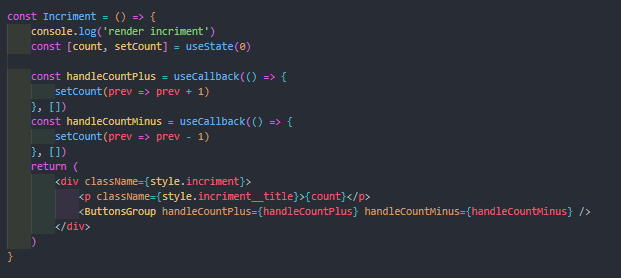 const Incriment = () => {
    console.log('render incriment')
    const [count, setCount] = useState(0)

    const handleCountPlus = useCallback(() => {
        setCount(prev => prev + 1)
    }, [])
    const handleCountMinus = useCallback(() => {
        setCount(prev => prev - 1)
    }, [])
    return (
        <div className={style.incriment}>
            <p className={style.incriment__title}>{count}</p>
            <ButtonsGroup handleCountPlus={handleCountPlus} handleCountMinus={handleCountMinus} />
        </div>
    )
}